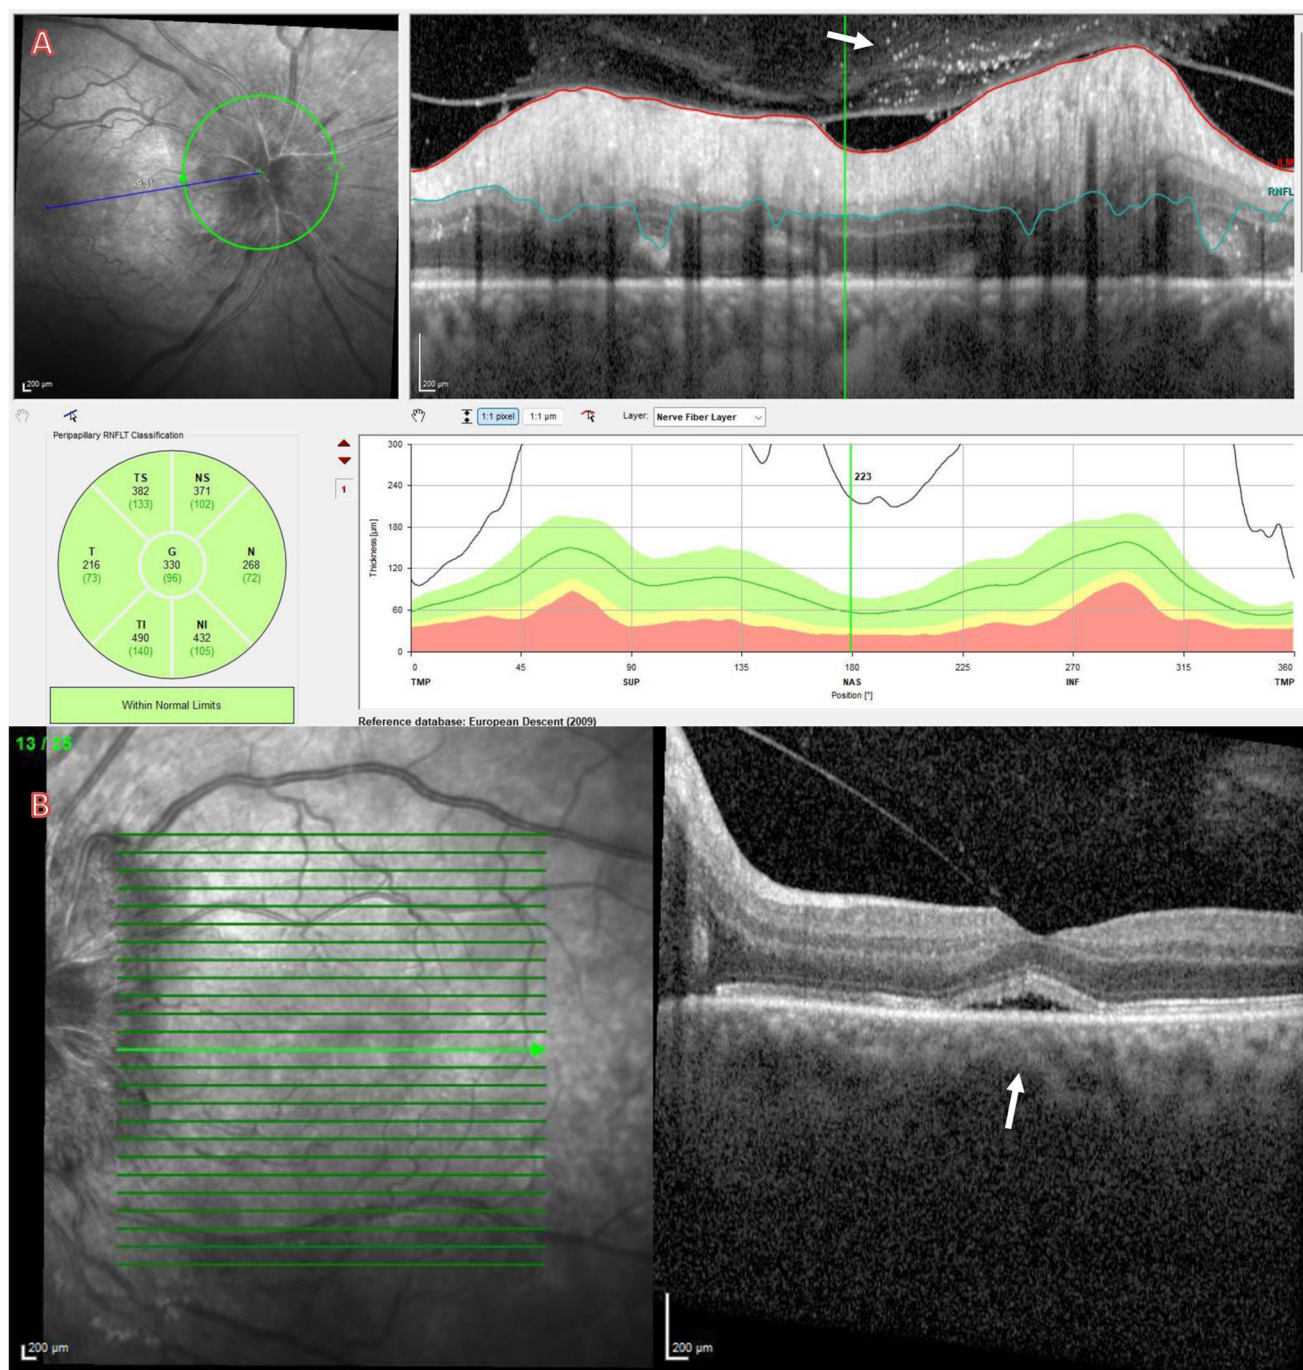 A
-9.3°
200 µm
ILM
RNFL
200 µm
1:1 pixel 1:1 µm Layer: Nerve Fiber Layer
Peripapillary RNFLT Classification
TS
382
(133)
NS
371
(102)
T
216
(73)
G
330
(96)
N
268
(72)
TI
490
(140)
NI
432
(105)
Within Normal Limits
1
Thickness [µm]
300
240
180
120
60
0
223
0 45 90 135 180 225 270 315 360
TMP SUP NAS INF TMP
Position [°]
Reference database: European Descent (2009)
13 / 25
B
200 µm
200 µm